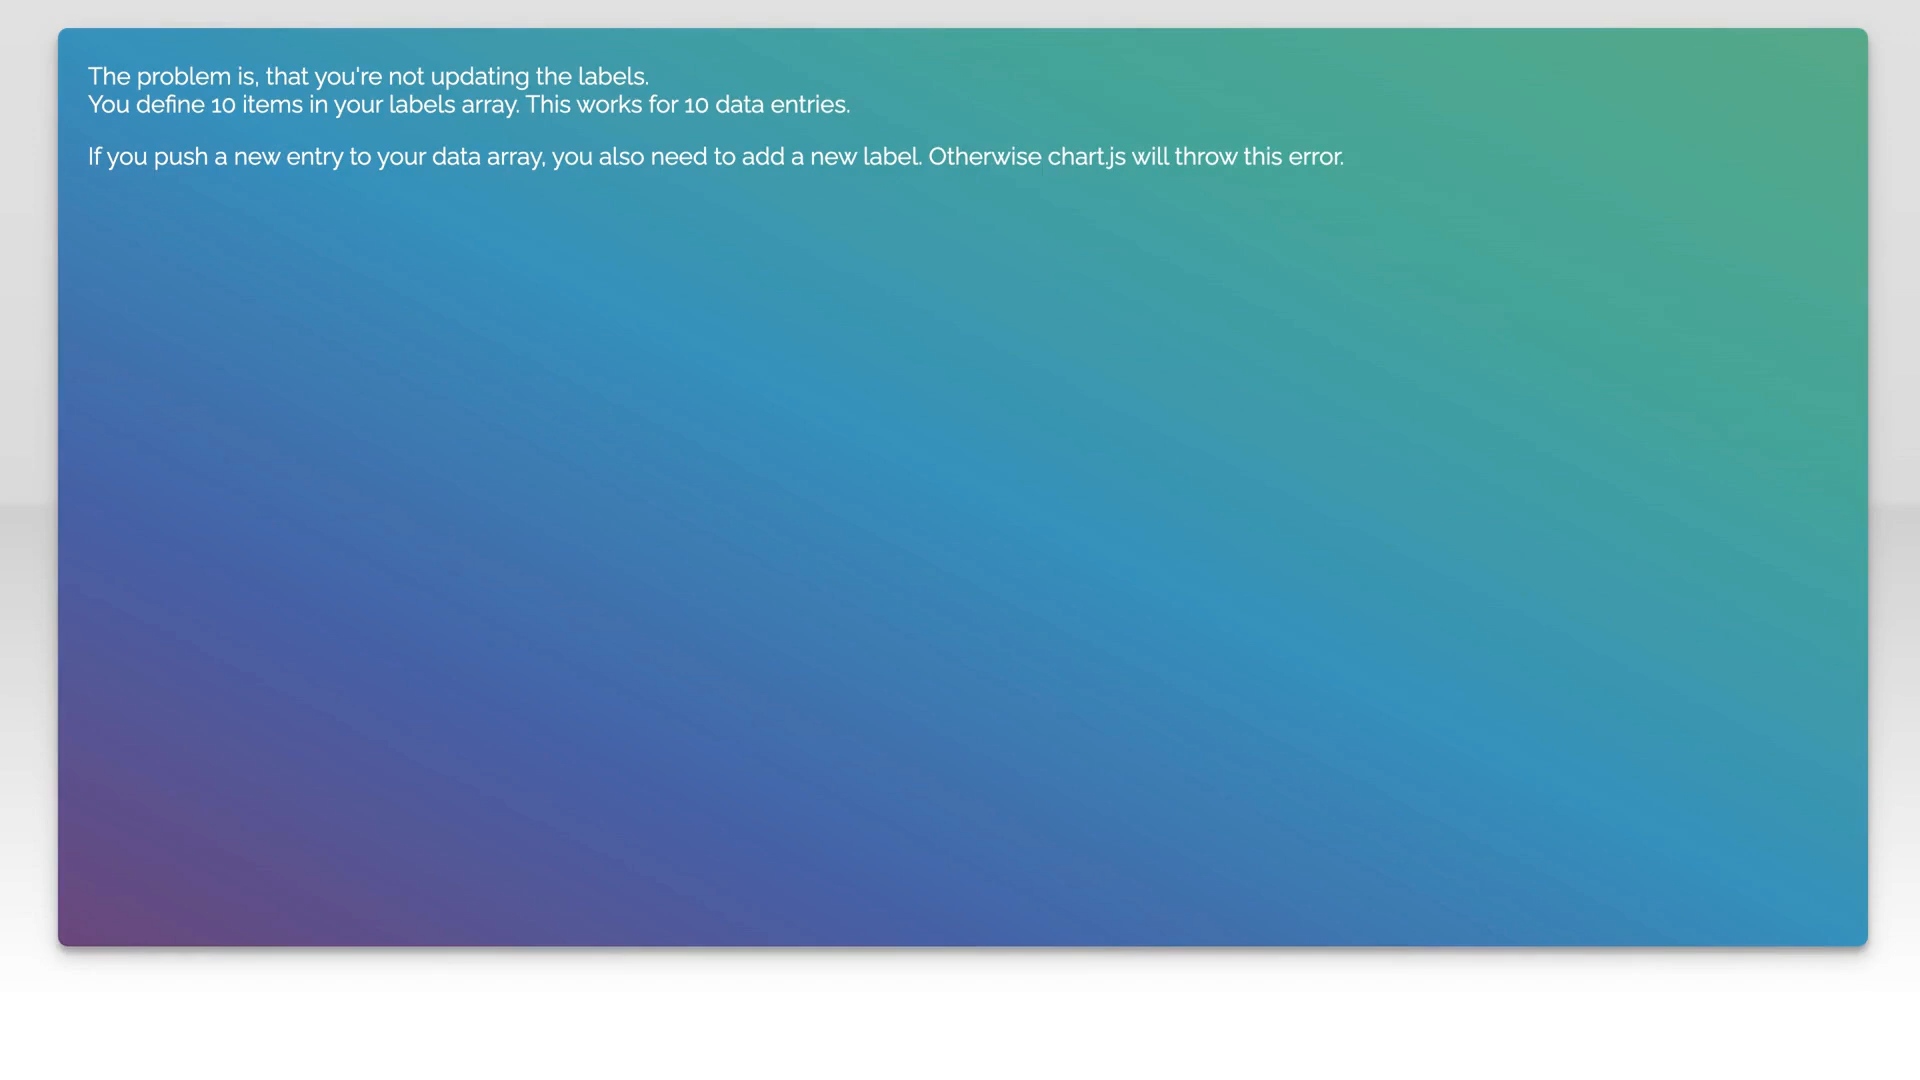 The problem is, that you're not updating the labels.
You define 10 items in your labels array. This works for 10 data entries.
If you push a new entry to your data array, you also need to add a new label. Otherwise chart.js will throw this error.